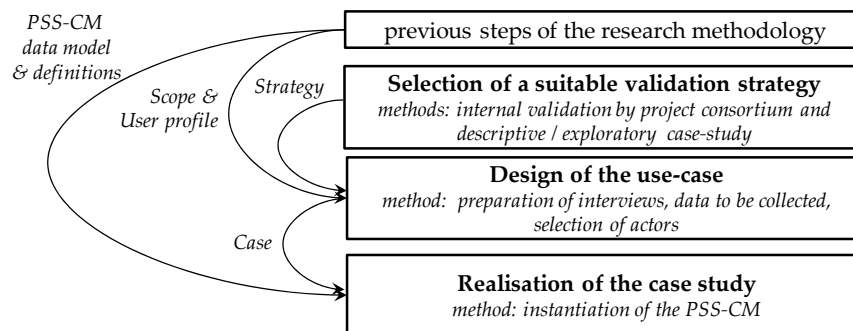 PSS-CM
data model
& definitions
Scope &
User profile
Strategy
Case
previous steps of the research methodology
Selection of a suitable validation strategy
methods: internal validation by project consortium and
descriptive / exploratory case-study
Design of the use-case
method: preparation of interviews, data to be collected,
selection of actors
Realisation of the case study
method: instantiation of the PSS-CM